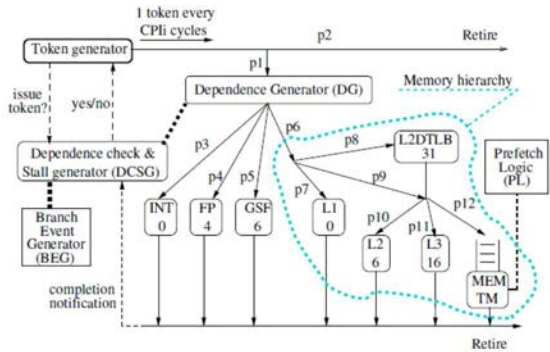 1 token every
CPIi cycles
p2
Retire
Token generator
p1
Memory hierarchy
issue
token?
yes/no
Dependence Generator (DG)
p3
p6
p8
L2DTLB
31
Prefetch
Logic
(PL)
Dependence check &
Stall generator (DCSG)
p4
p5
p7
p9
p10
p11
p12
Branch
Event
Generator
(BEG)
INT
0
FP
4
GSF
6
L1
0
L2
6
L3
16
MEM
TM
completion
notification
Retire